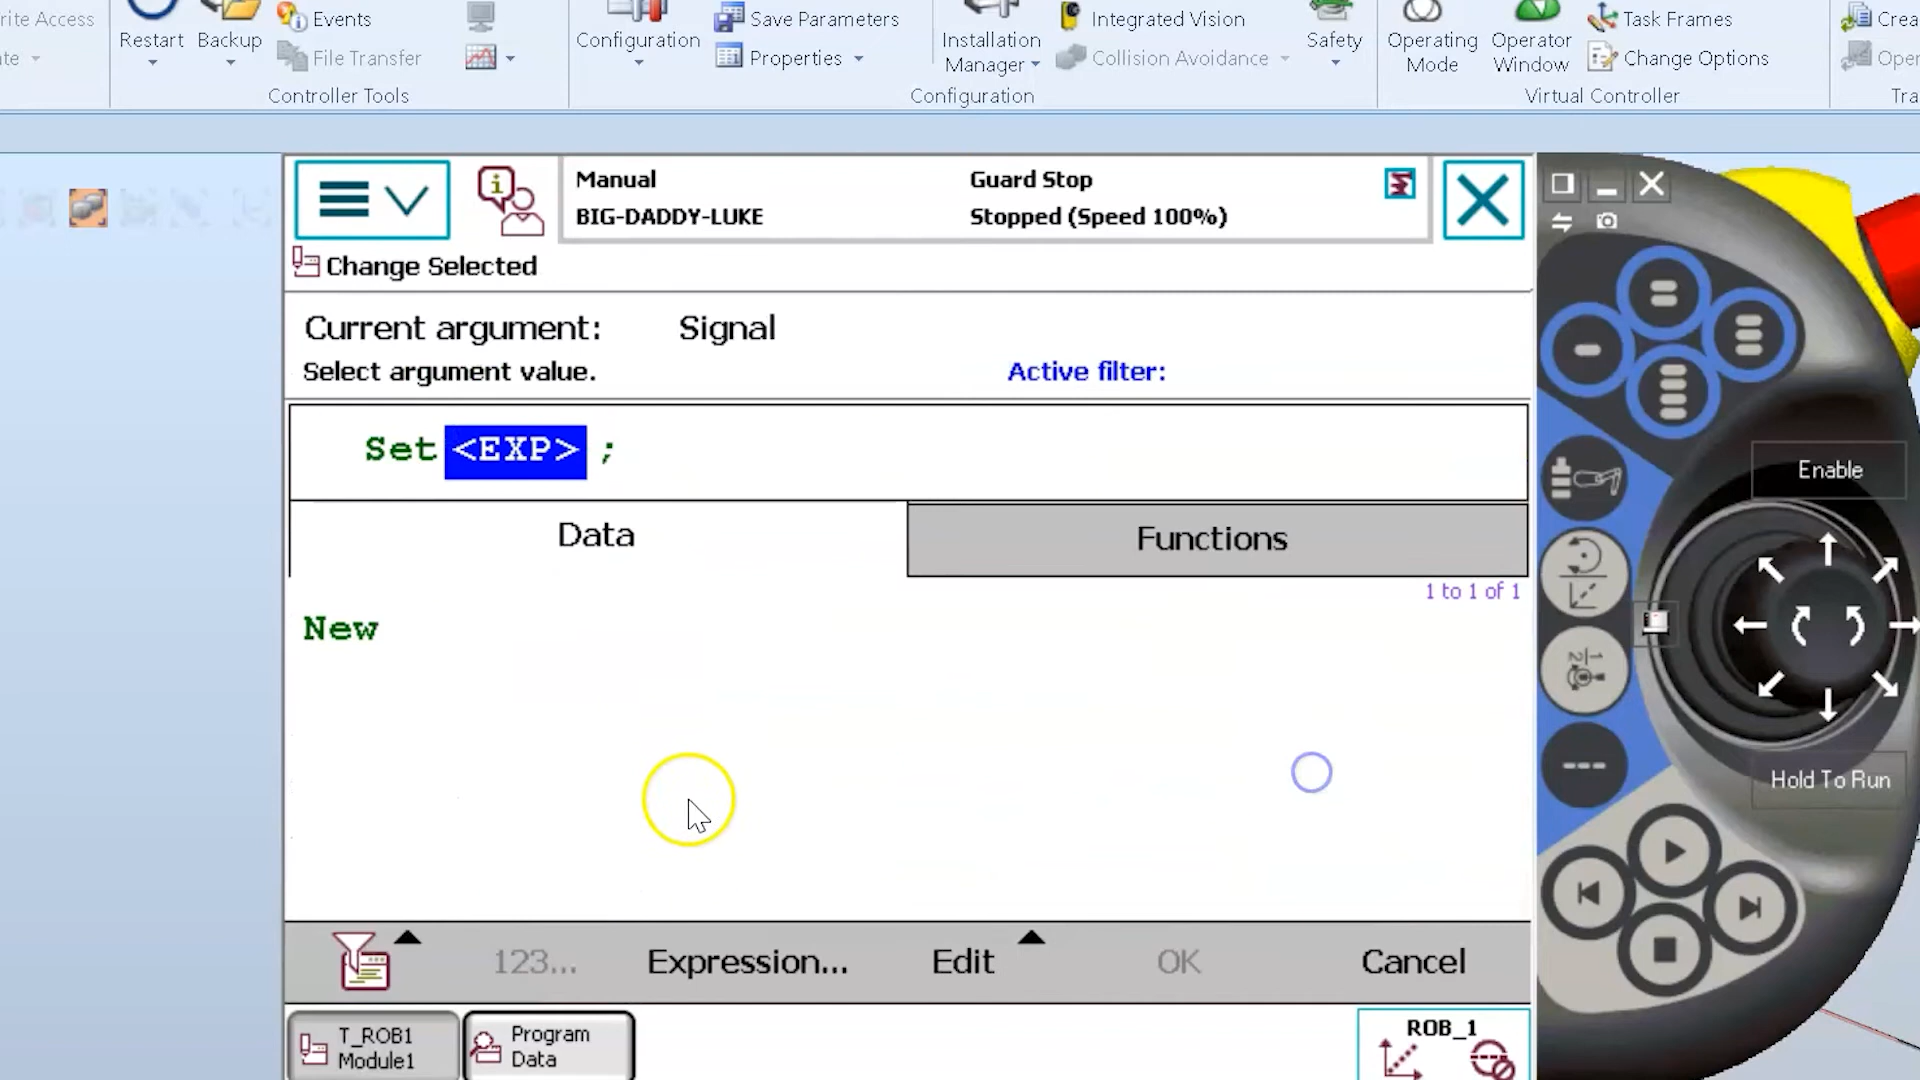 rite Access
te
Restart
Backup
Events
File Transfer
Controller Tools
Configuration
Save Parameters
Properties
Installation
Manager
Integrated Vision
Collision Avoidance
Safety
Configuration
Operating
Mode
Operator
Window
Task Frames
Change Options
Virtual Controller
Crea
Oper
Tra
Manual
BIG-DADDY-LUKE
Guard Stop
Stopped (Speed 100%)
Change Selected
Current argument: Signal
Select argument value.
Active filter:
Set <EXP> ;
Data
Functions
1 to 1 of 1
New
123...
Expression...
Edit
OK
Cancel
T_ROB1
Module1
Program
Data
ROB_1
Enable
Hold To Run